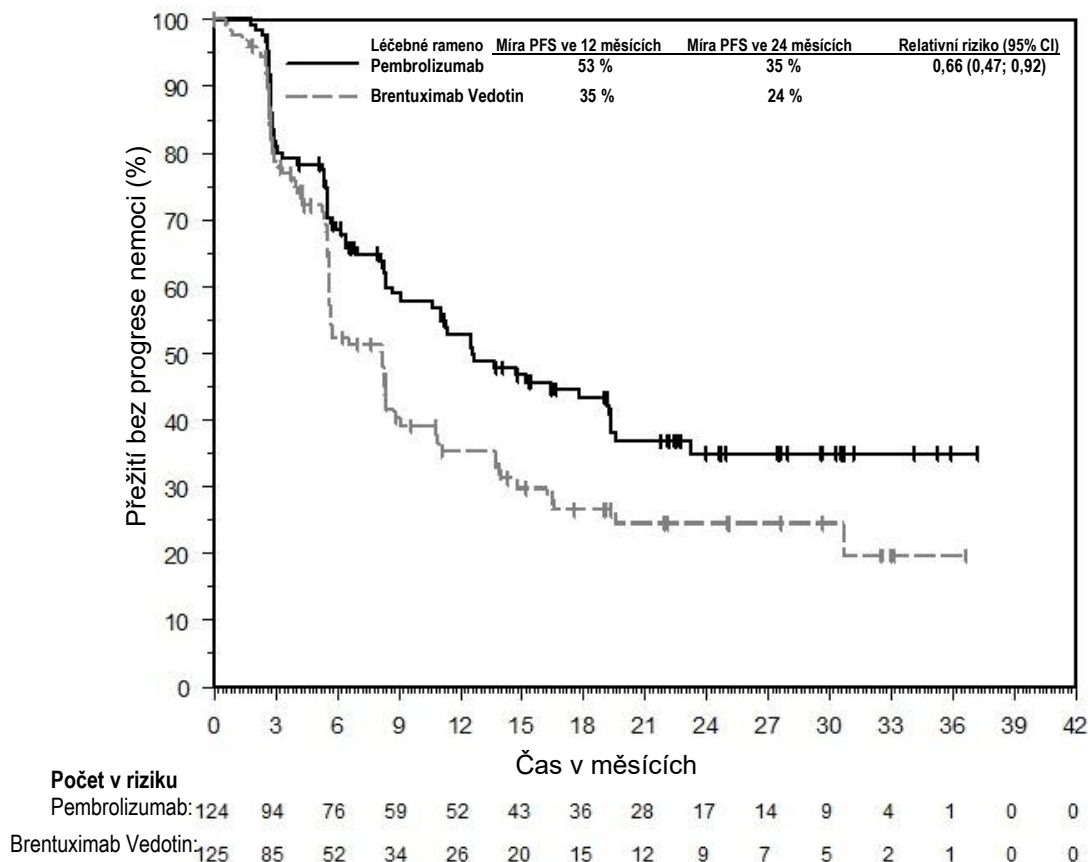 Léčebné rameno Míra PFS ve 12 měsících Míra PFS ve 24 měsících Relativní riziko (95% CI)
Pembrolizumab 53 % 35 % 0,66 (0,47; 0,92)
Brentuximab Vedotin 35 % 24 %
Přežití bez progrese nemoci (%)
100
90
80
70
60
50
40
30
20
10
0
0 3 6 9 12 15 18 21 24 27 30 33 36 39 42
Čas v měsících
Počet v riziku
Pembrolizumab: 124 94 76 59 52 43 36 28 17 14 9 4 1 0 0
Brentuximab Vedotin: 125 85 52 34 26 20 15 12 9 7 5 2 1 0 0